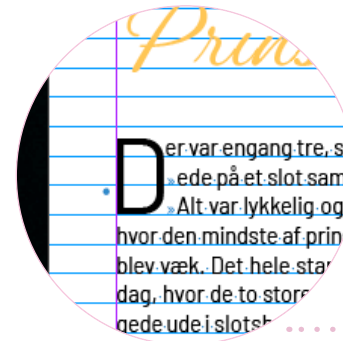 Prins
Der var engang tre, s
»ede på et slot sam
»Alt var lykkelig og
hvor den mindste af prin
blev væk. Det hele star
dag, hvor de to store
gede ude i slotsh